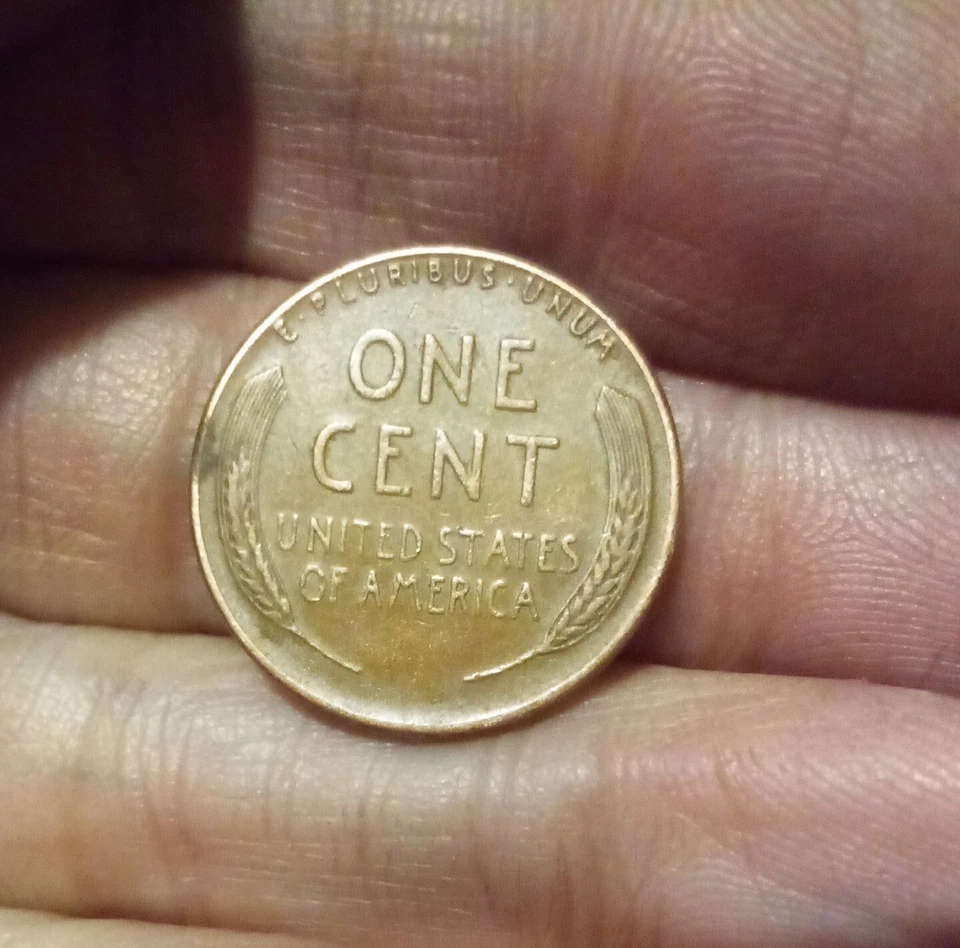 E·PLURIBUS·UNUM
ONE
CENT
UNITED STATES
OF AMERICA